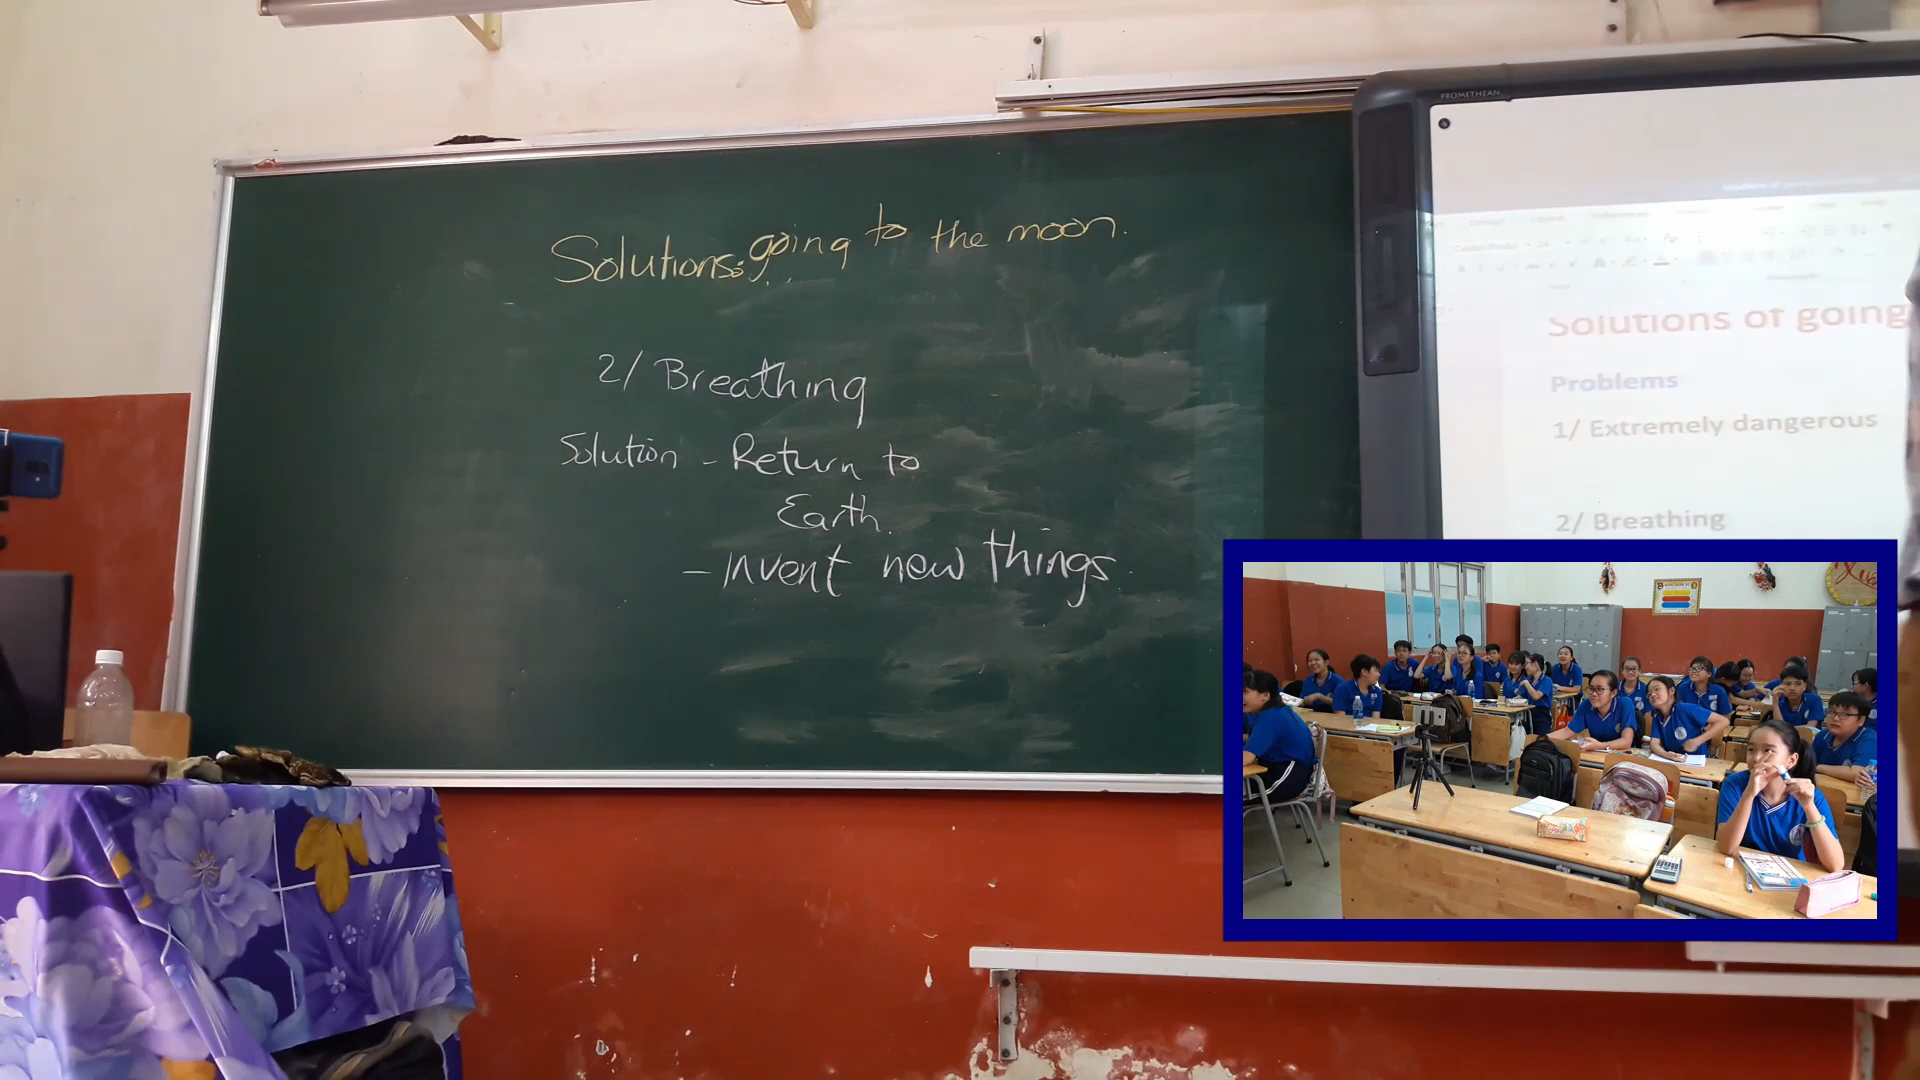 Solutions: going to the moon.
2/ Breathing
Solution - Return to
Earth.
- Invent new things.
PROMETHEAN
Solutions of going
Problems
1/ Extremely dangerous
2/ Breathing